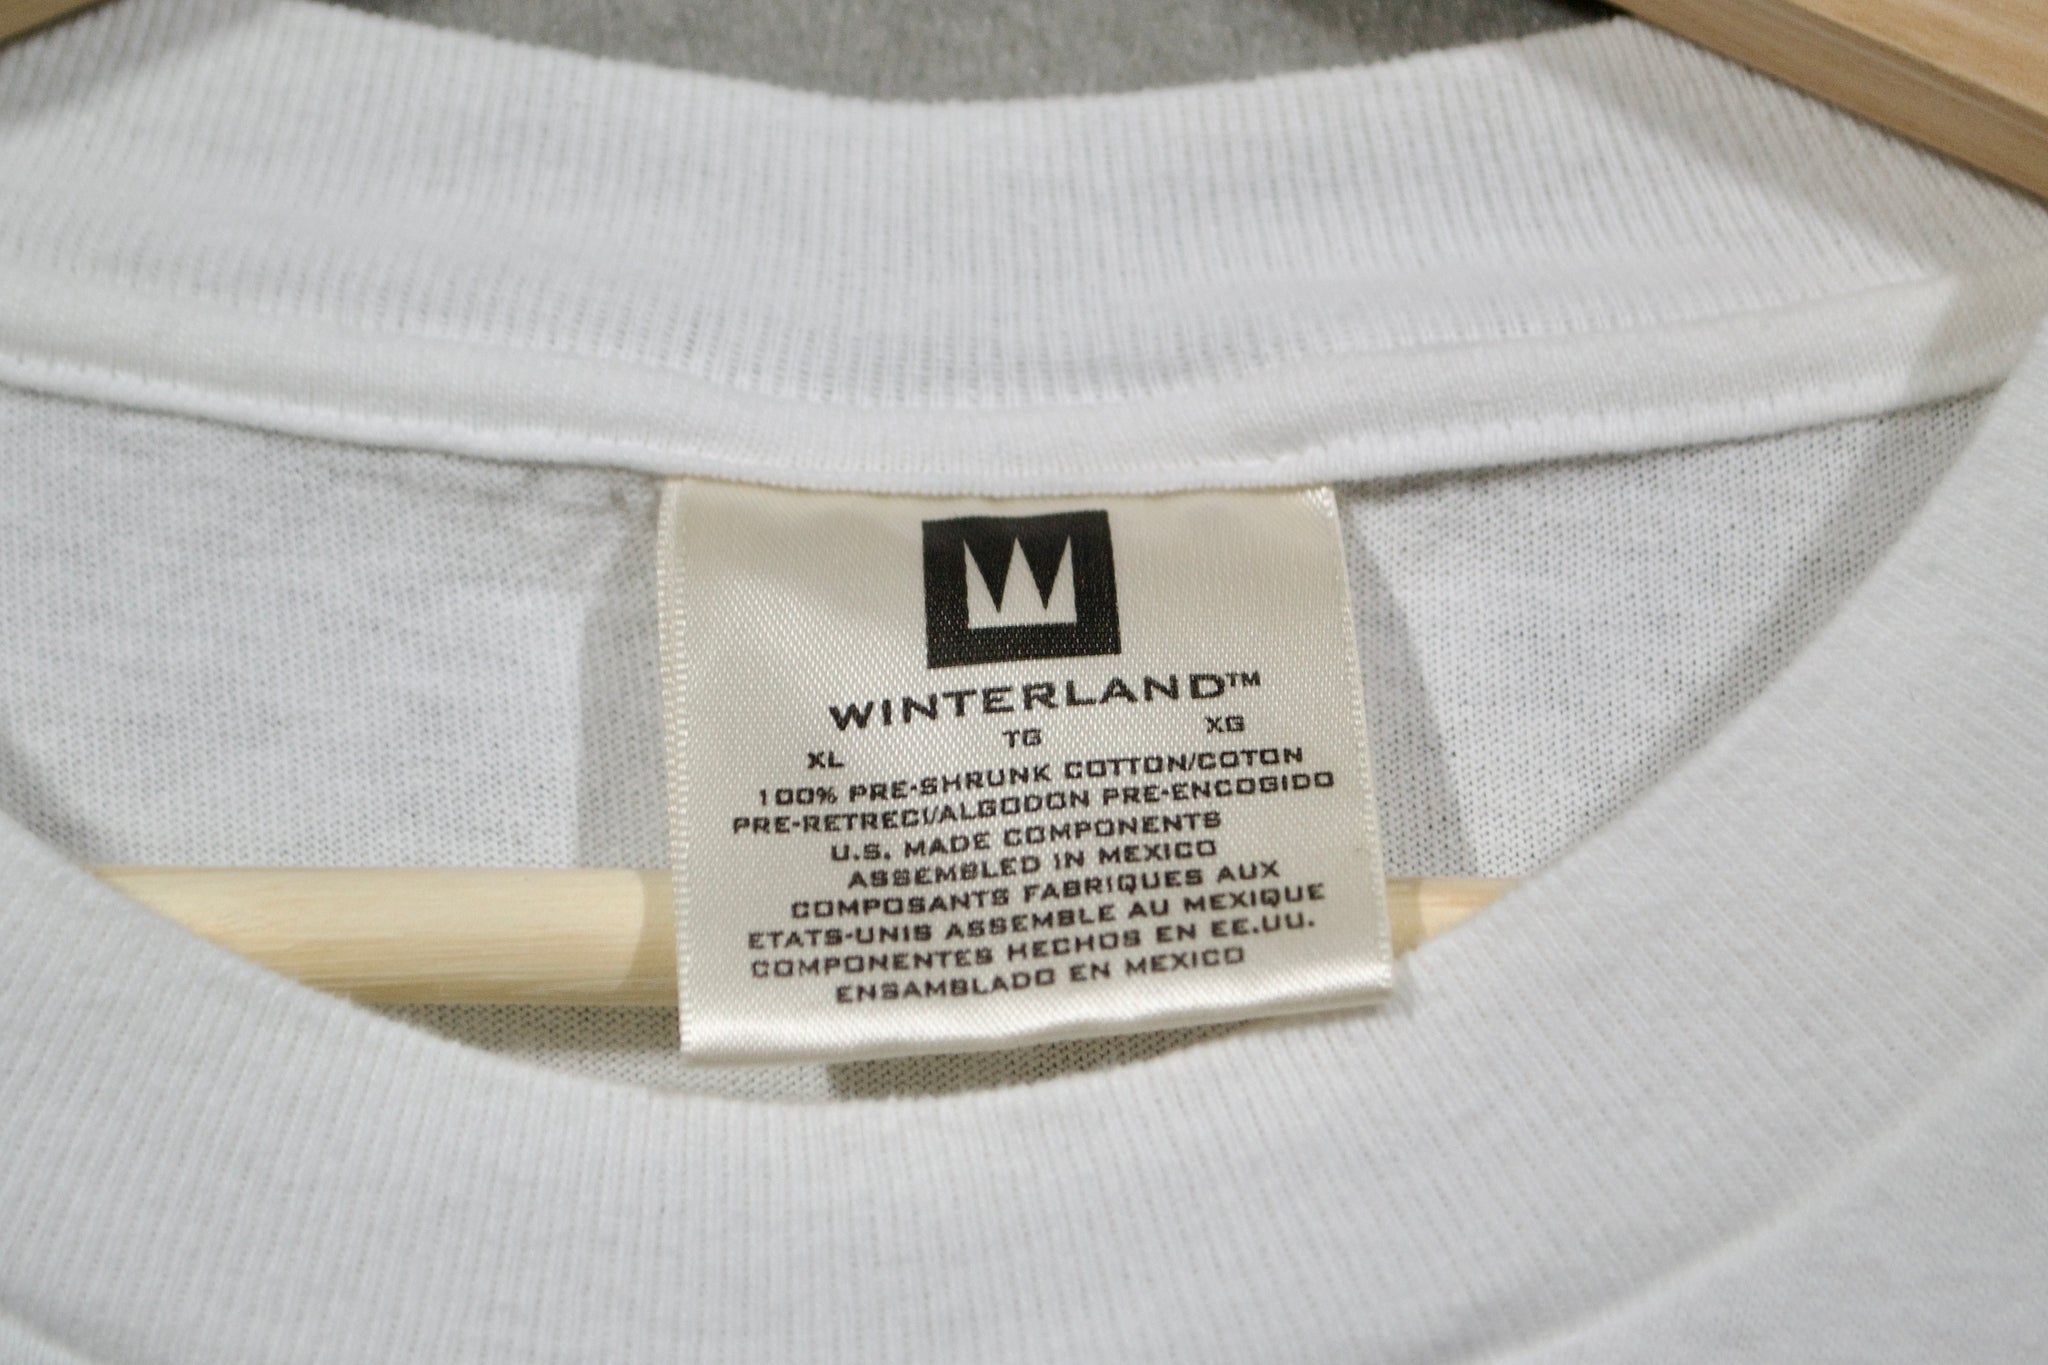 WINTERLAND™
XL TG XG
100% PRE-SHRUNK COTTON/COTON
PRE-RETRECI/ALGODON PRE-ENCOGIDO
U.S. MADE COMPONENTS
ASSEMBLED IN MEXICO
COMPOSANTS FABRIQUES AUX
ETATS-UNIS ASSEMBLE AU MEXIQUE
COMPONENTES HECHOS EN EE.UU.
ENSAMBLADO EN MEXICO